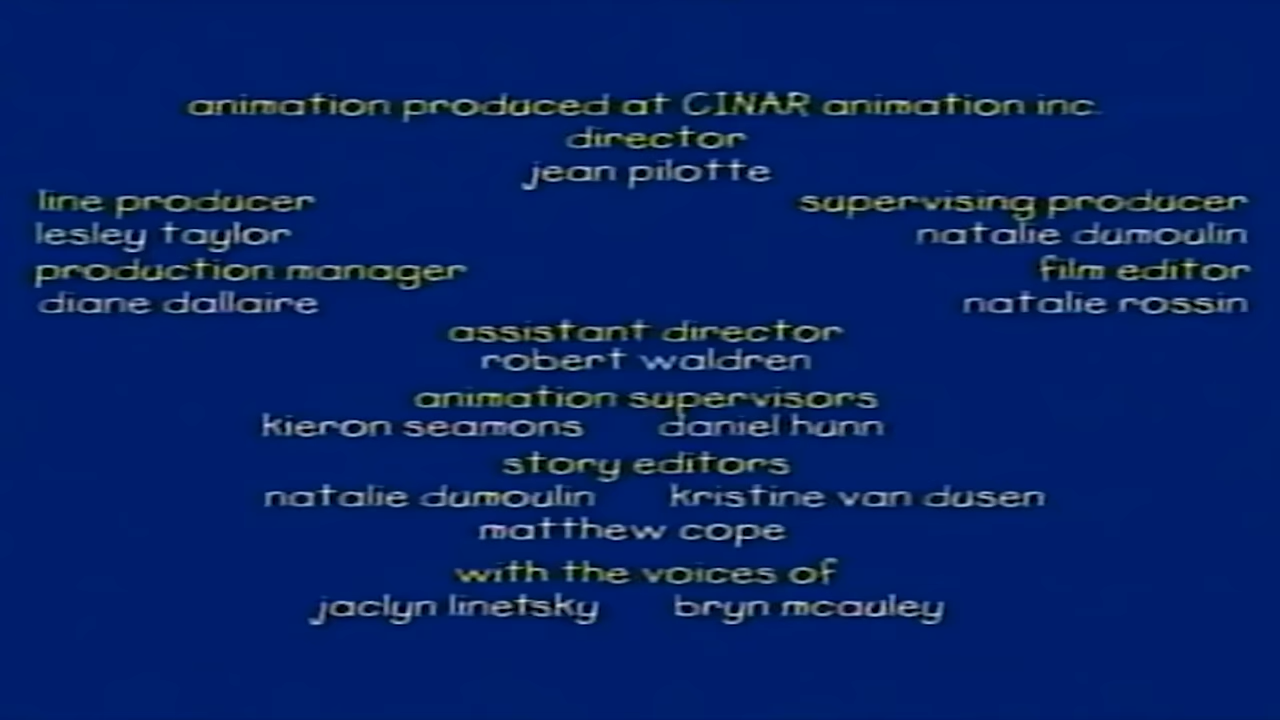 animation produced at CINAR animation inc.
director
jean pilotte
line producer supervising producer
lesley taylor natalie dumoulin
production manager film editor
diane dallaire natalie rossin
assistant director
robert waldren
animation supervisors
kieron seamons daniel hunn
story editors
natalie dumoulin kristine van dusen
matthew cope
with the voices of
jaclyn linetsky bryn mcauley